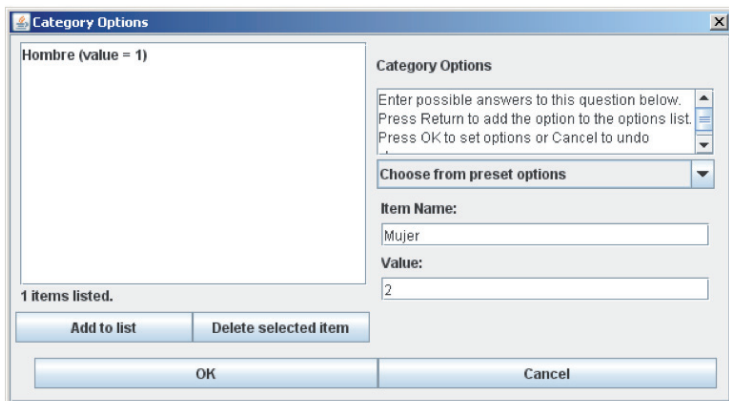 Category Options
Hombre (value = 1)
1 items listed.
Add to list
Delete selected item
Category Options
Enter possible answers to this question below.
Press Return to add the option to the options list.
Press OK to set options or Cancel to undo
Choose from preset options
Item Name:
Mujer
Value:
2
OK
Cancel